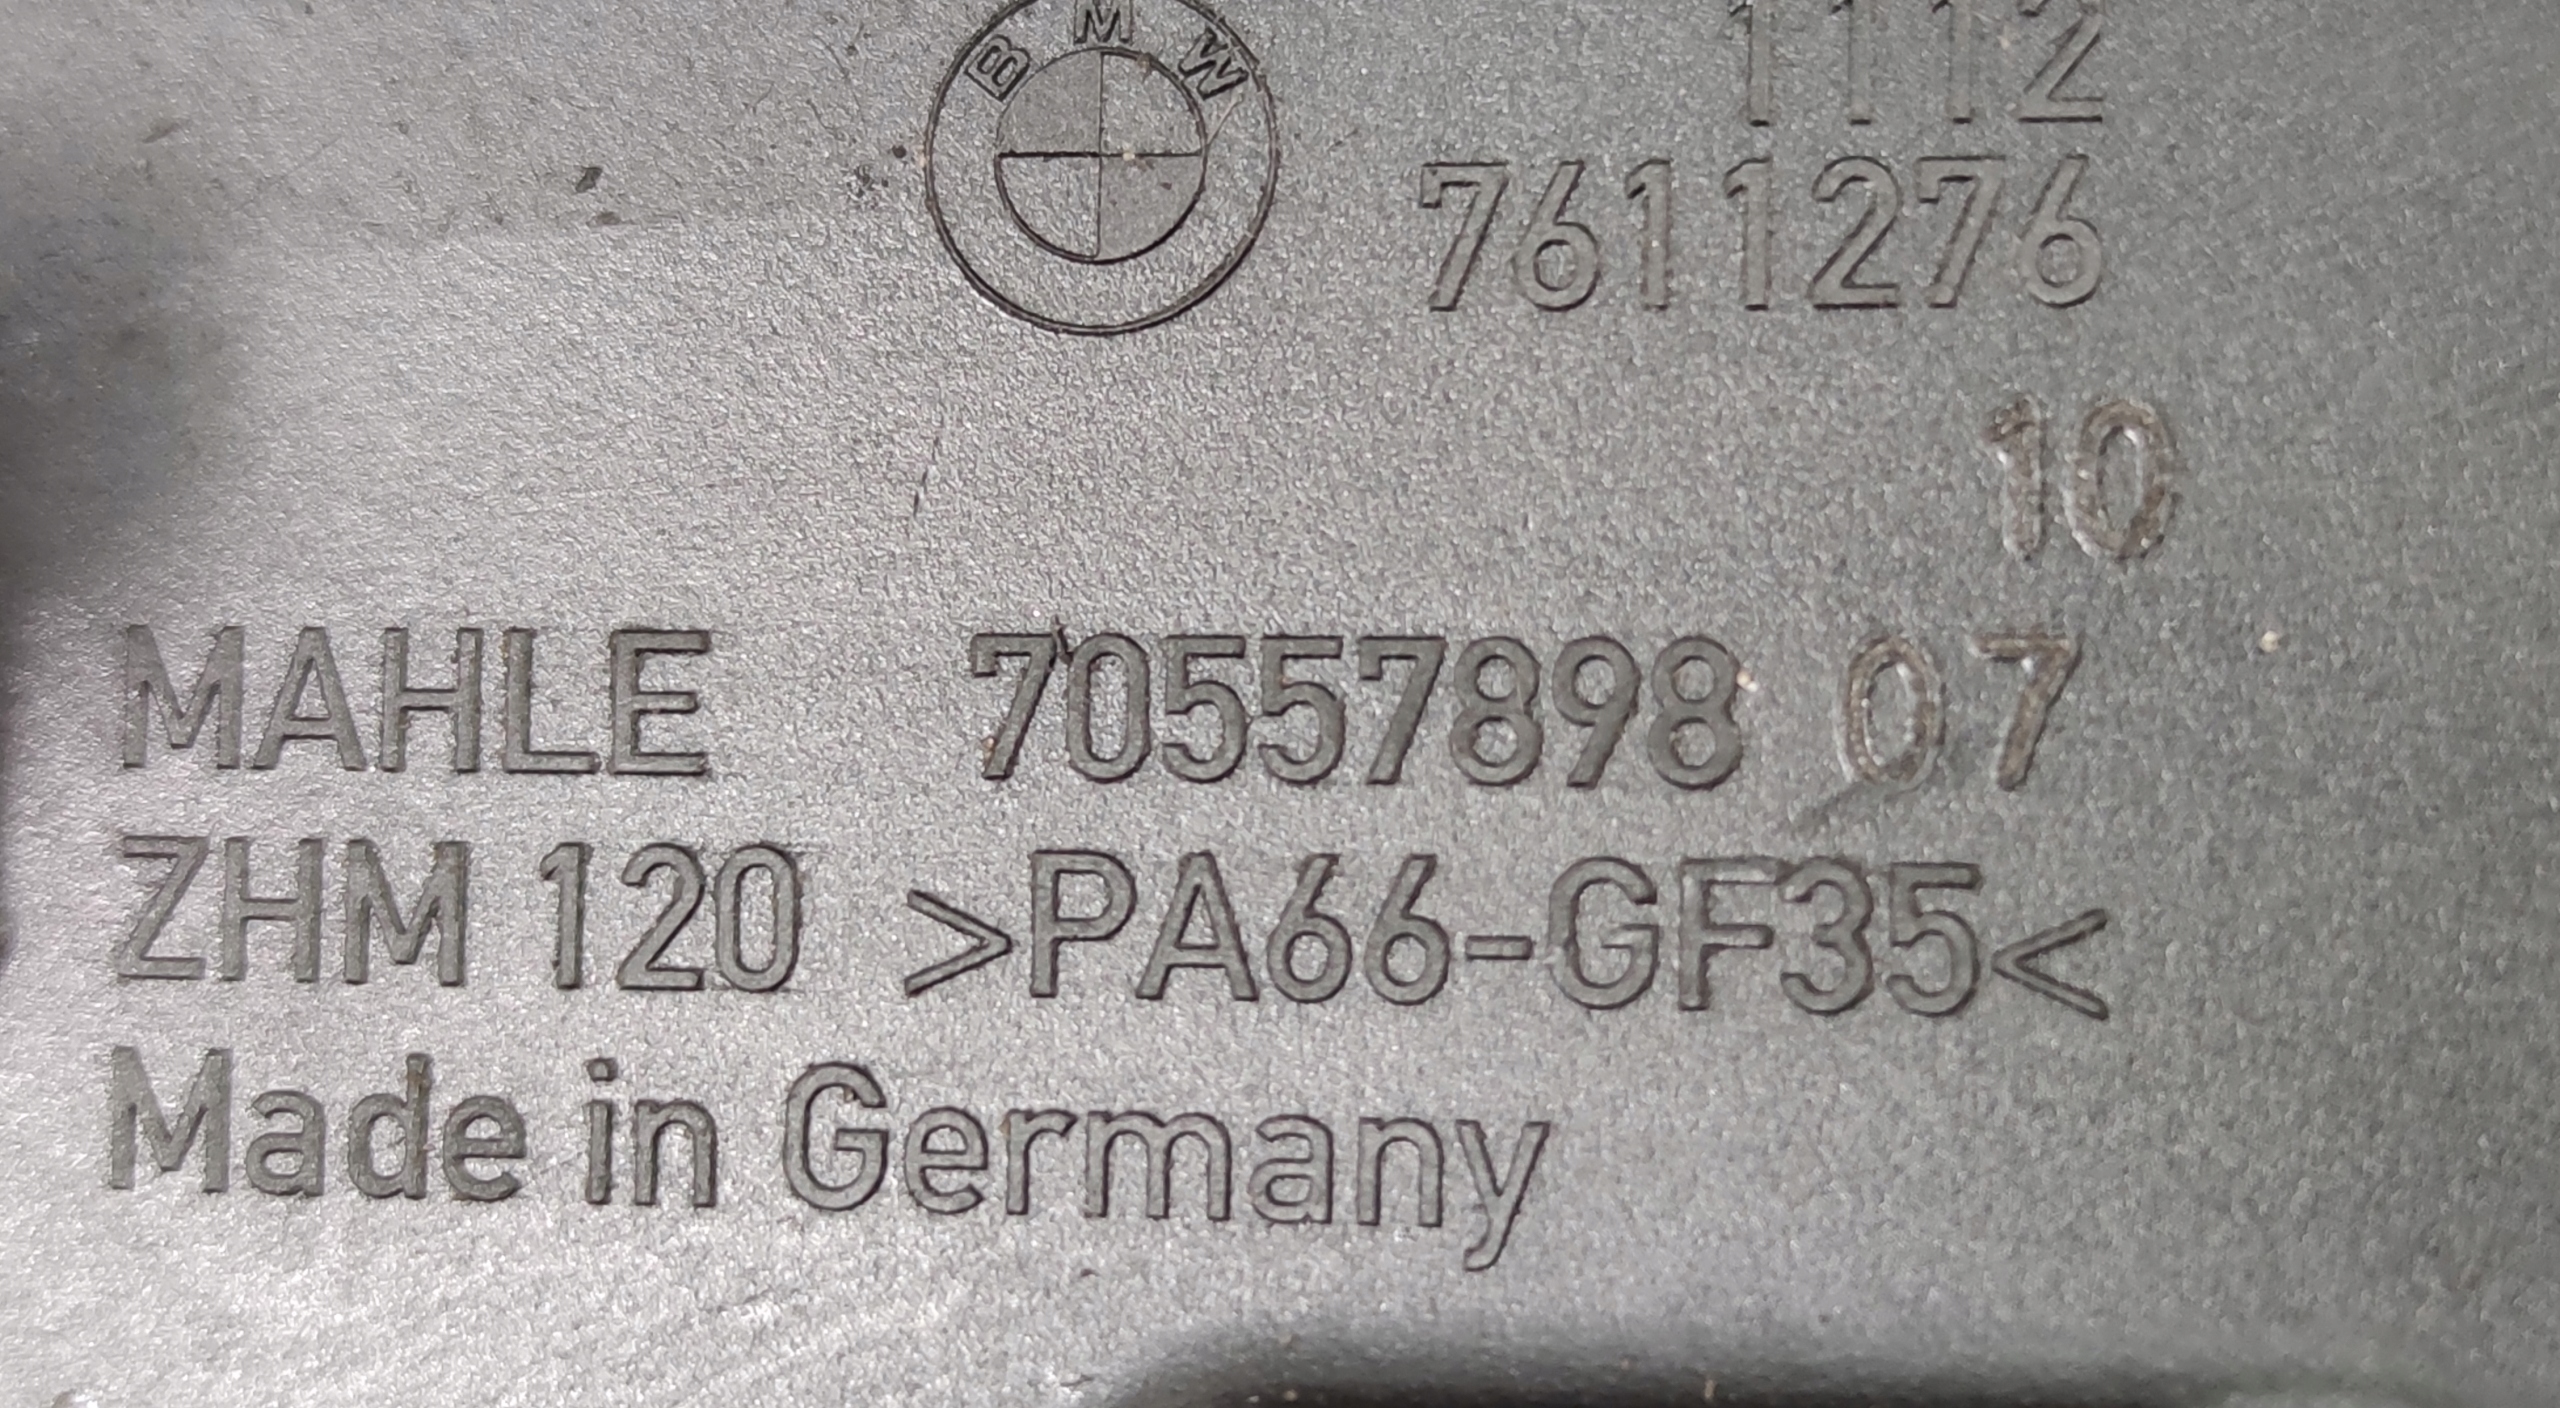 BMW
1112
7611276
10
MAHLE 70557898 07
ZHM 120 >PA66-GF35<
Made in Germany